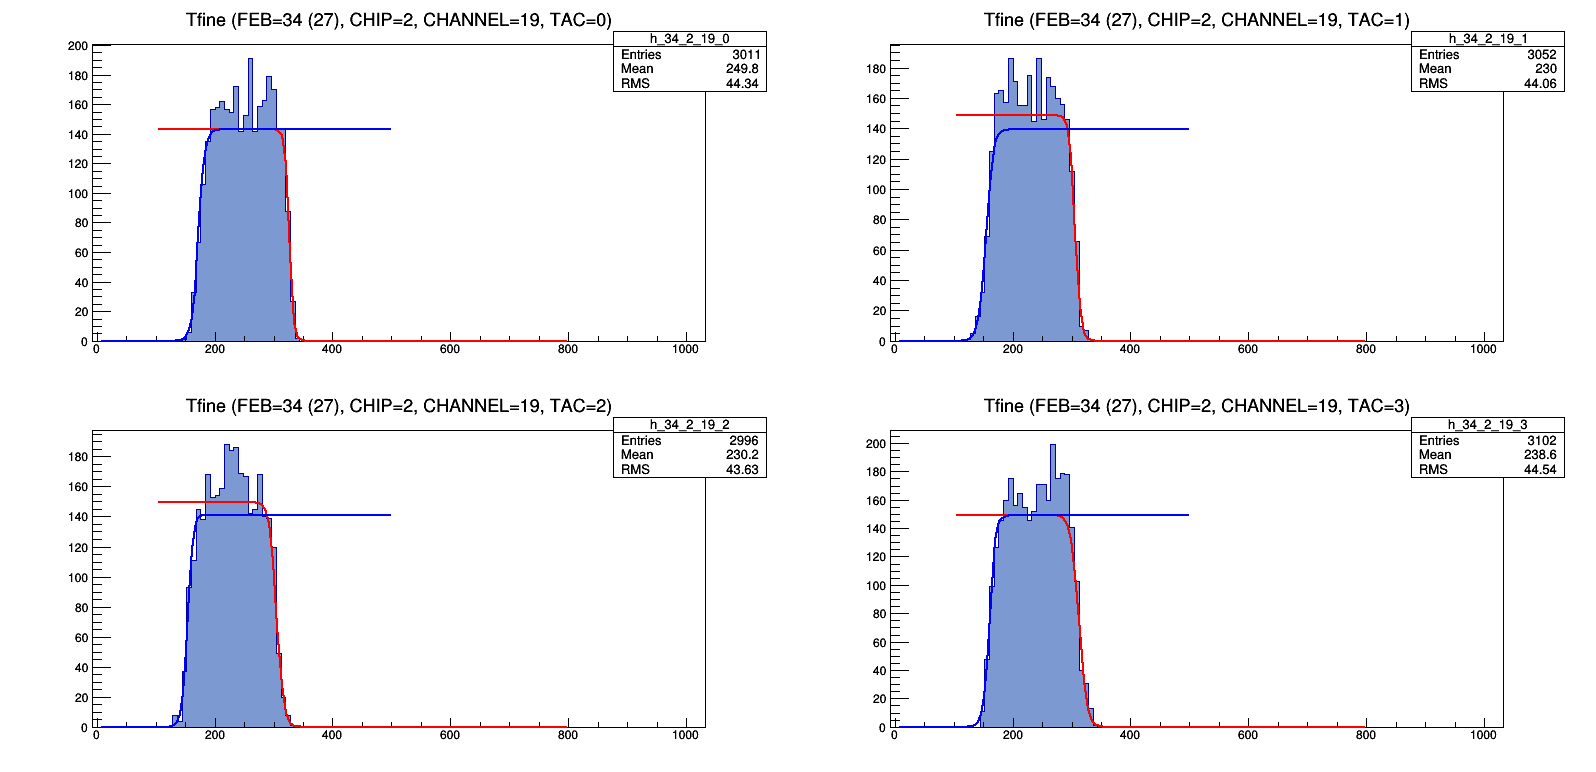 Tfine (FEB=34 (27), CHIP=2, CHANNEL=19, TAC=0)
h_34_2_19_0
Entries 3011
Mean 249.8
RMS 44.34
200
180
160
140
120
100
80
60
40
20
0
0 200 400 600 800 1000
Tfine (FEB=34 (27), CHIP=2, CHANNEL=19, TAC=1)
h_34_2_19_1
Entries 3052
Mean 230
RMS 44.06
180
160
140
120
100
80
60
40
20
0
0 200 400 600 800 1000
Tfine (FEB=34 (27), CHIP=2, CHANNEL=19, TAC=2)
h_34_2_19_2
Entries 2996
Mean 230.2
RMS 43.63
180
160
140
120
100
80
60
40
20
0
0 200 400 600 800 1000
Tfine (FEB=34 (27), CHIP=2, CHANNEL=19, TAC=3)
h_34_2_19_3
Entries 3102
Mean 238.6
RMS 44.54
200
180
160
140
120
100
80
60
40
20
0
0 200 400 600 800 1000